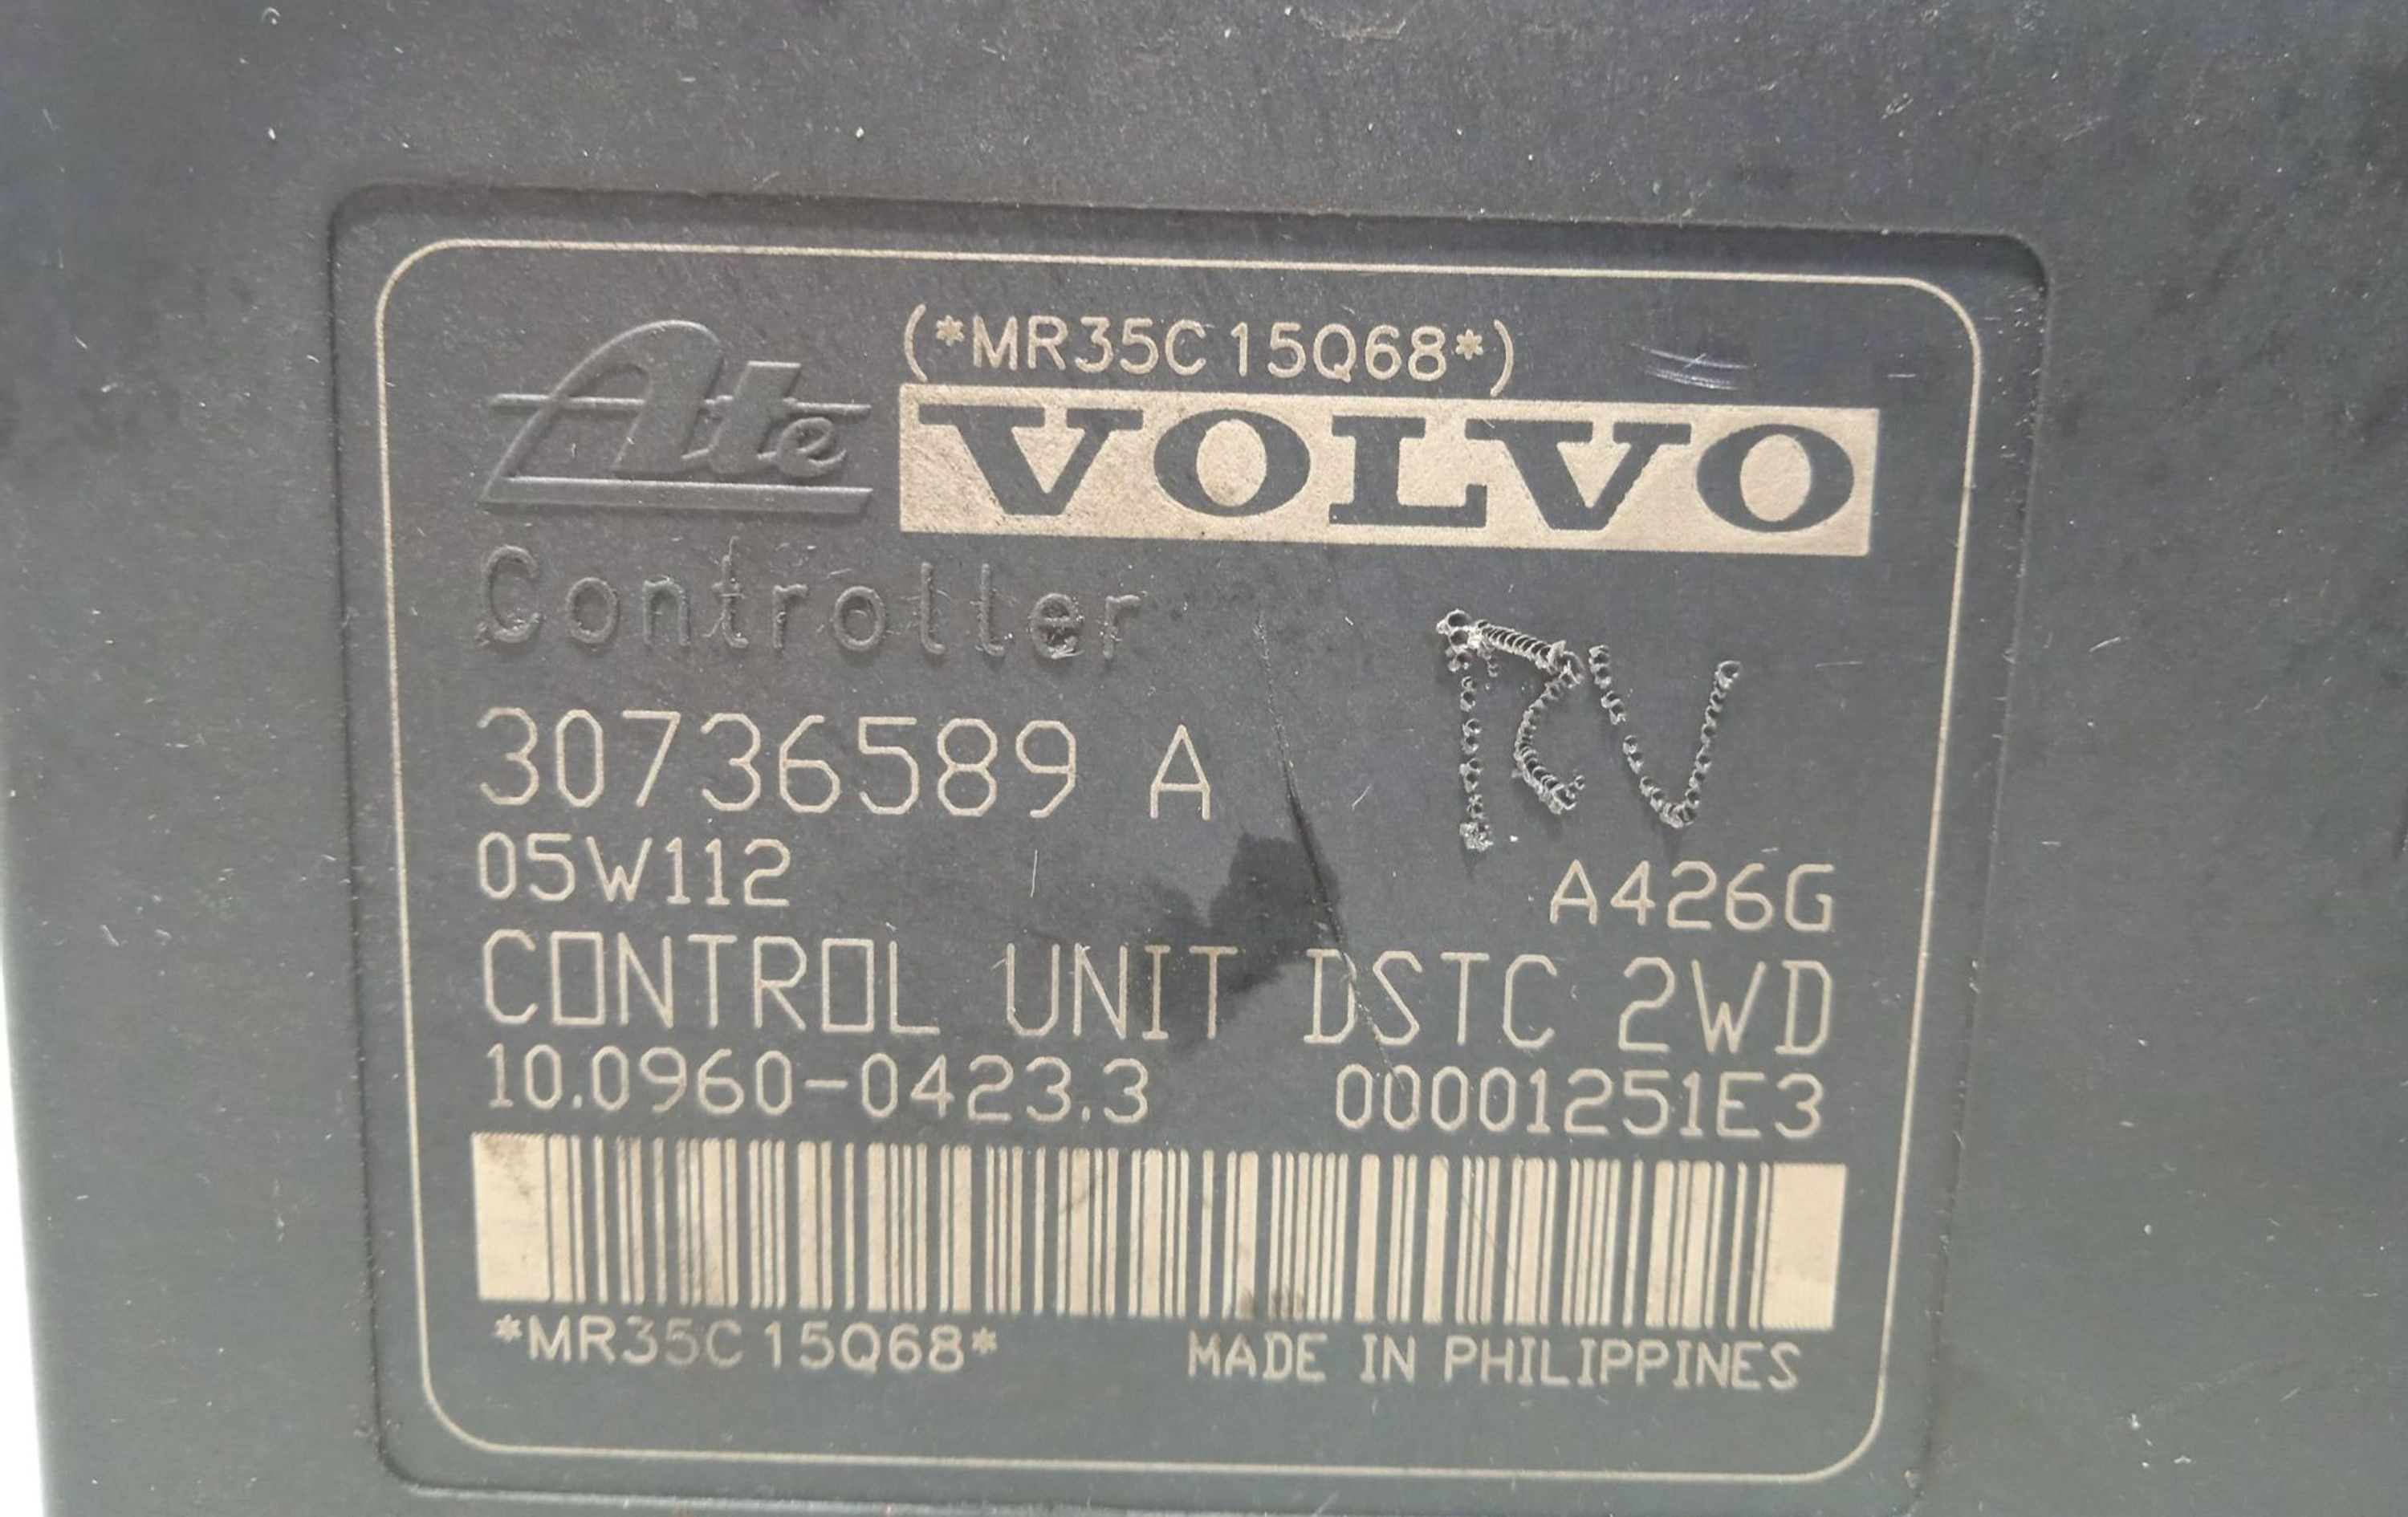 (*MR35C15Q68*)
Ate VOLVO
Controller
30736589 A
05W112 A426G
CONTROL UNIT DSTC 2WD
10.0960-0423.3 00001251E3
*MR35C15Q68* MADE IN PHILIPPINES